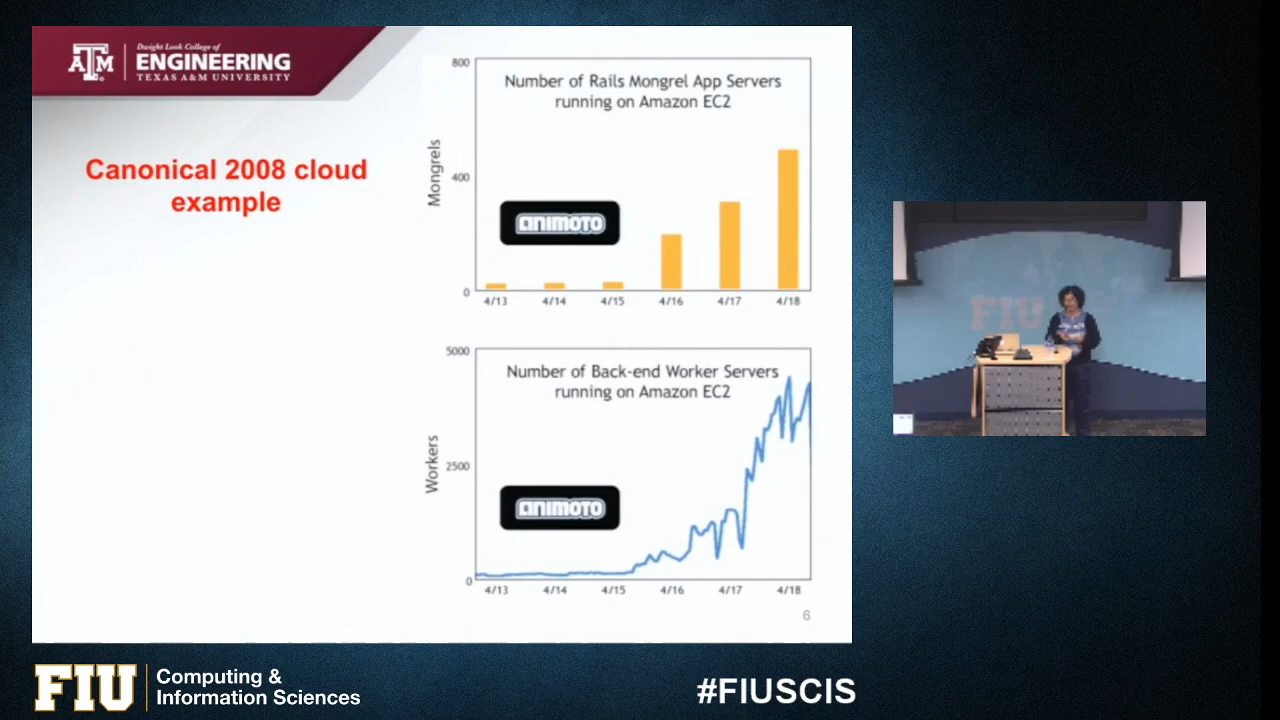 ATM
Dwight Look College of
ENGINEERING
TEXAS A&M UNIVERSITY
Canonical 2008 cloud
example
Number of Rails Mongrel App Servers
running on Amazon EC2
Mongrels
800
400
0
animoto
4/13
4/14
4/15
4/16
4/17
4/18
Number of Back-end Worker Servers
running on Amazon EC2
Workers
5000
2500
0
animoto
4/13
4/14
4/15
4/16
4/17
4/18
6
FIU
FIU
Computing &
Information Sciences
#FIUSCIS